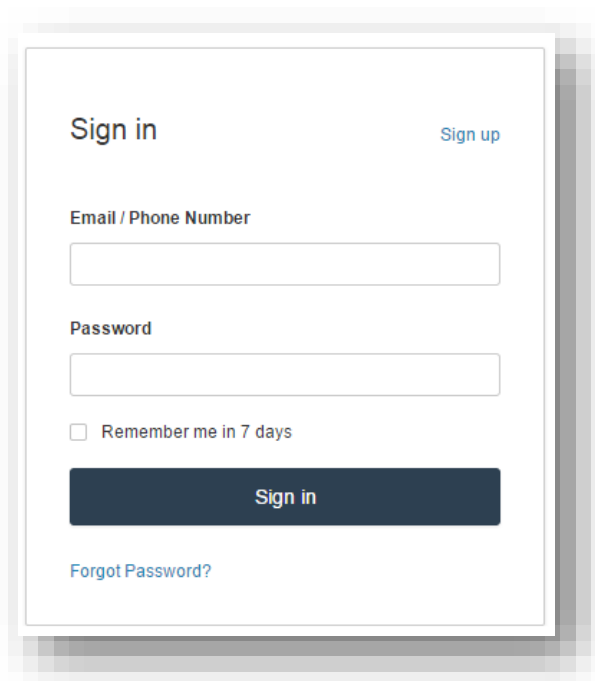 Sign in
Sign up
Email / Phone Number
Password
Remember me in 7 days
Sign in
Forgot Password?